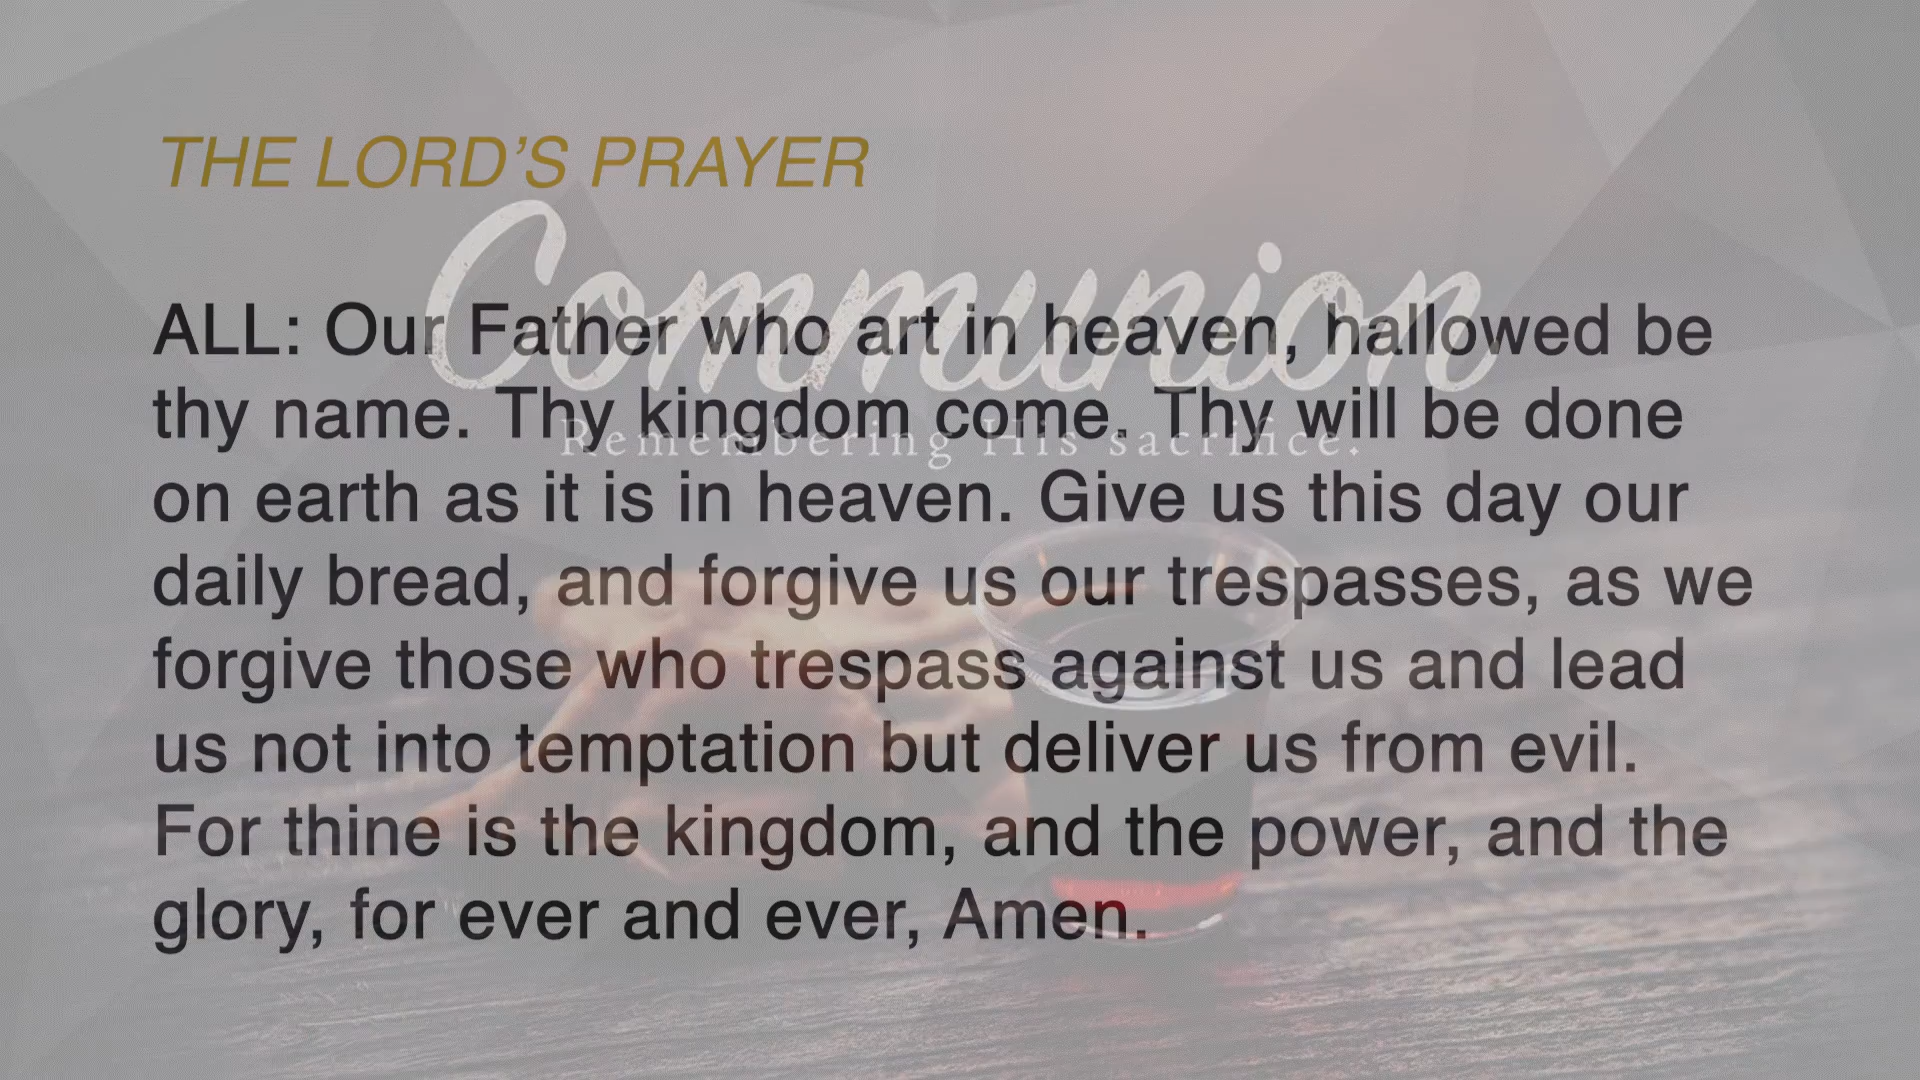 THE LORD’S PRAYER
Communion
ALL: Our Father who art in heaven, hallowed be
thy name. Thy kingdom come. Thy will be done
Remembering His sacrifice.
on earth as it is in heaven. Give us this day our
daily bread, and forgive us our trespasses, as we
forgive those who trespass against us and lead
us not into temptation but deliver us from evil.
For thine is the kingdom, and the power, and the
glory, for ever and ever, Amen.